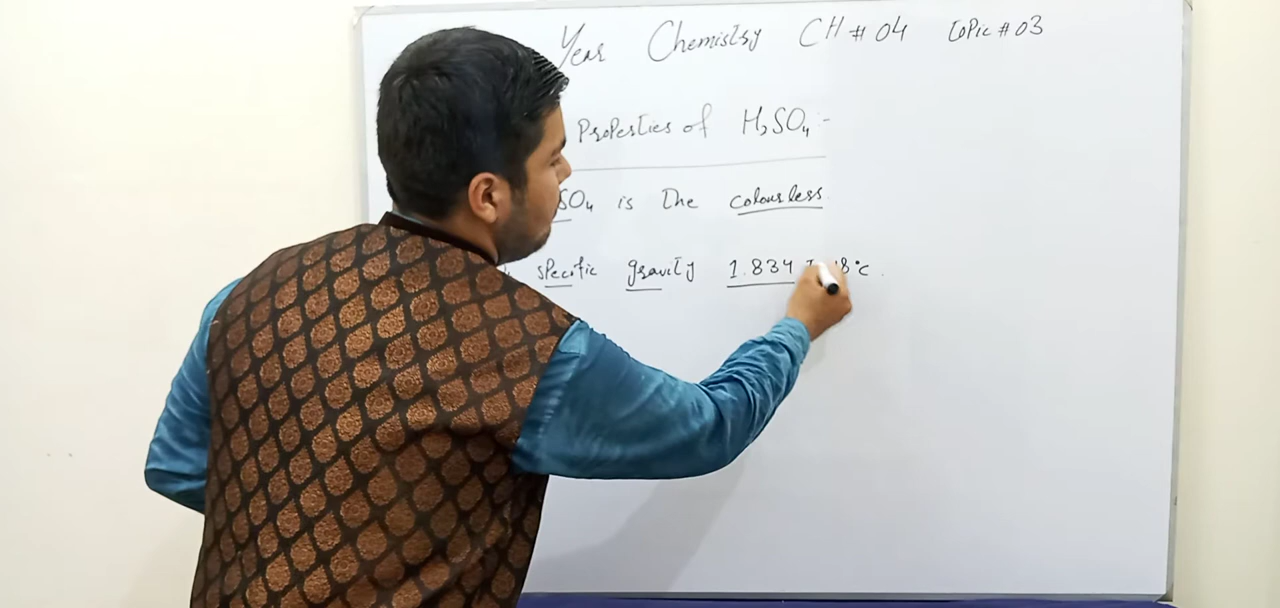 Year Chemistry CH # 04 Topic # 03
Properties of H₂SO₄ :-
SO₄ is the colourless.
specific gravity 1.834 18°c.